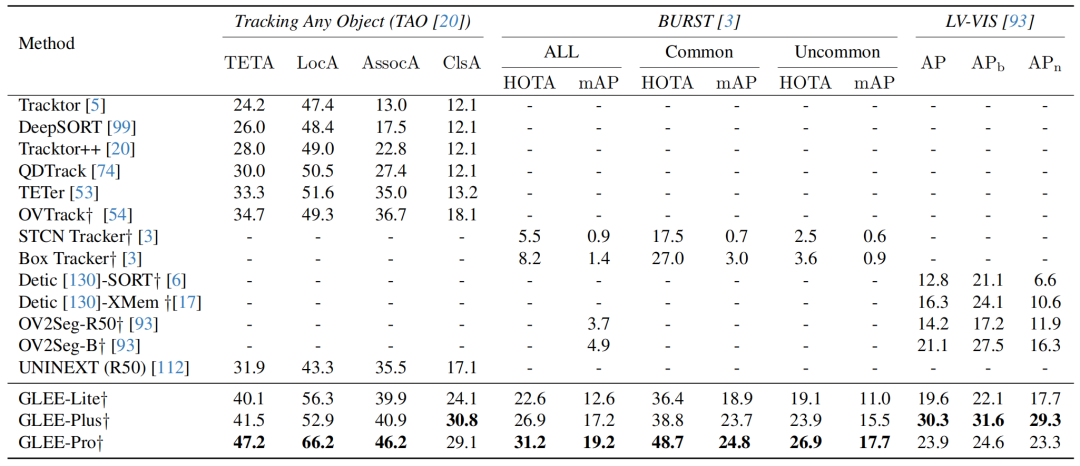 Method Tracking Any Object (TAO [20]) BURST [3] LV-VIS [93]
TETA LocA AssocA ClsA ALL Common Uncommon AP APb APn
HOTA mAP HOTA mAP HOTA mAP
Tracktor [5] 24.2 47.4 13.0 12.1 - - - - - - - - -
DeepSORT [99] 26.0 48.4 17.5 12.1 - - - - - - - - -
Tracktor++ [20] 28.0 49.0 22.8 12.1 - - - - - - - - -
QDTrack [74] 30.0 50.5 27.4 12.1 - - - - - - - - -
TETer [53] 33.3 51.6 35.0 13.2 - - - - - - - - -
OVTrack† [54] 34.7 49.3 36.7 18.1 - - - - - - - - -
STCN Tracker† [3] - - - - 5.5 0.9 17.5 0.7 2.5 0.6 - - -
Box Tracker† [3] - - - - 8.2 1.4 27.0 3.0 3.6 0.9 - - -
Detic [130]-SORT† [6] - - - - - - - - - - 12.8 21.1 6.6
Detic [130]-XMem †[17] - - - - - - - - - - 16.3 24.1 10.6
OV2Seg-R50† [93] - - - - - 3.7 - - - - 14.2 17.2 11.9
OV2Seg-B† [93] - - - - - 4.9 - - - - 21.1 27.5 16.3
UNINEXT (R50) [112] 31.9 43.3 35.5 17.1 - - - - - - - - -
GLEE-Lite† 40.1 56.3 39.9 24.1 22.6 12.6 36.4 18.9 19.1 11.0 19.6 22.1 17.7
GLEE-Plus† 41.5 52.9 40.9 30.8 26.9 17.2 38.8 23.7 23.9 15.5 30.3 31.6 29.3
GLEE-Pro† 47.2 66.2 46.2 29.1 31.2 19.2 48.7 24.8 26.9 17.7 23.9 24.6 23.3